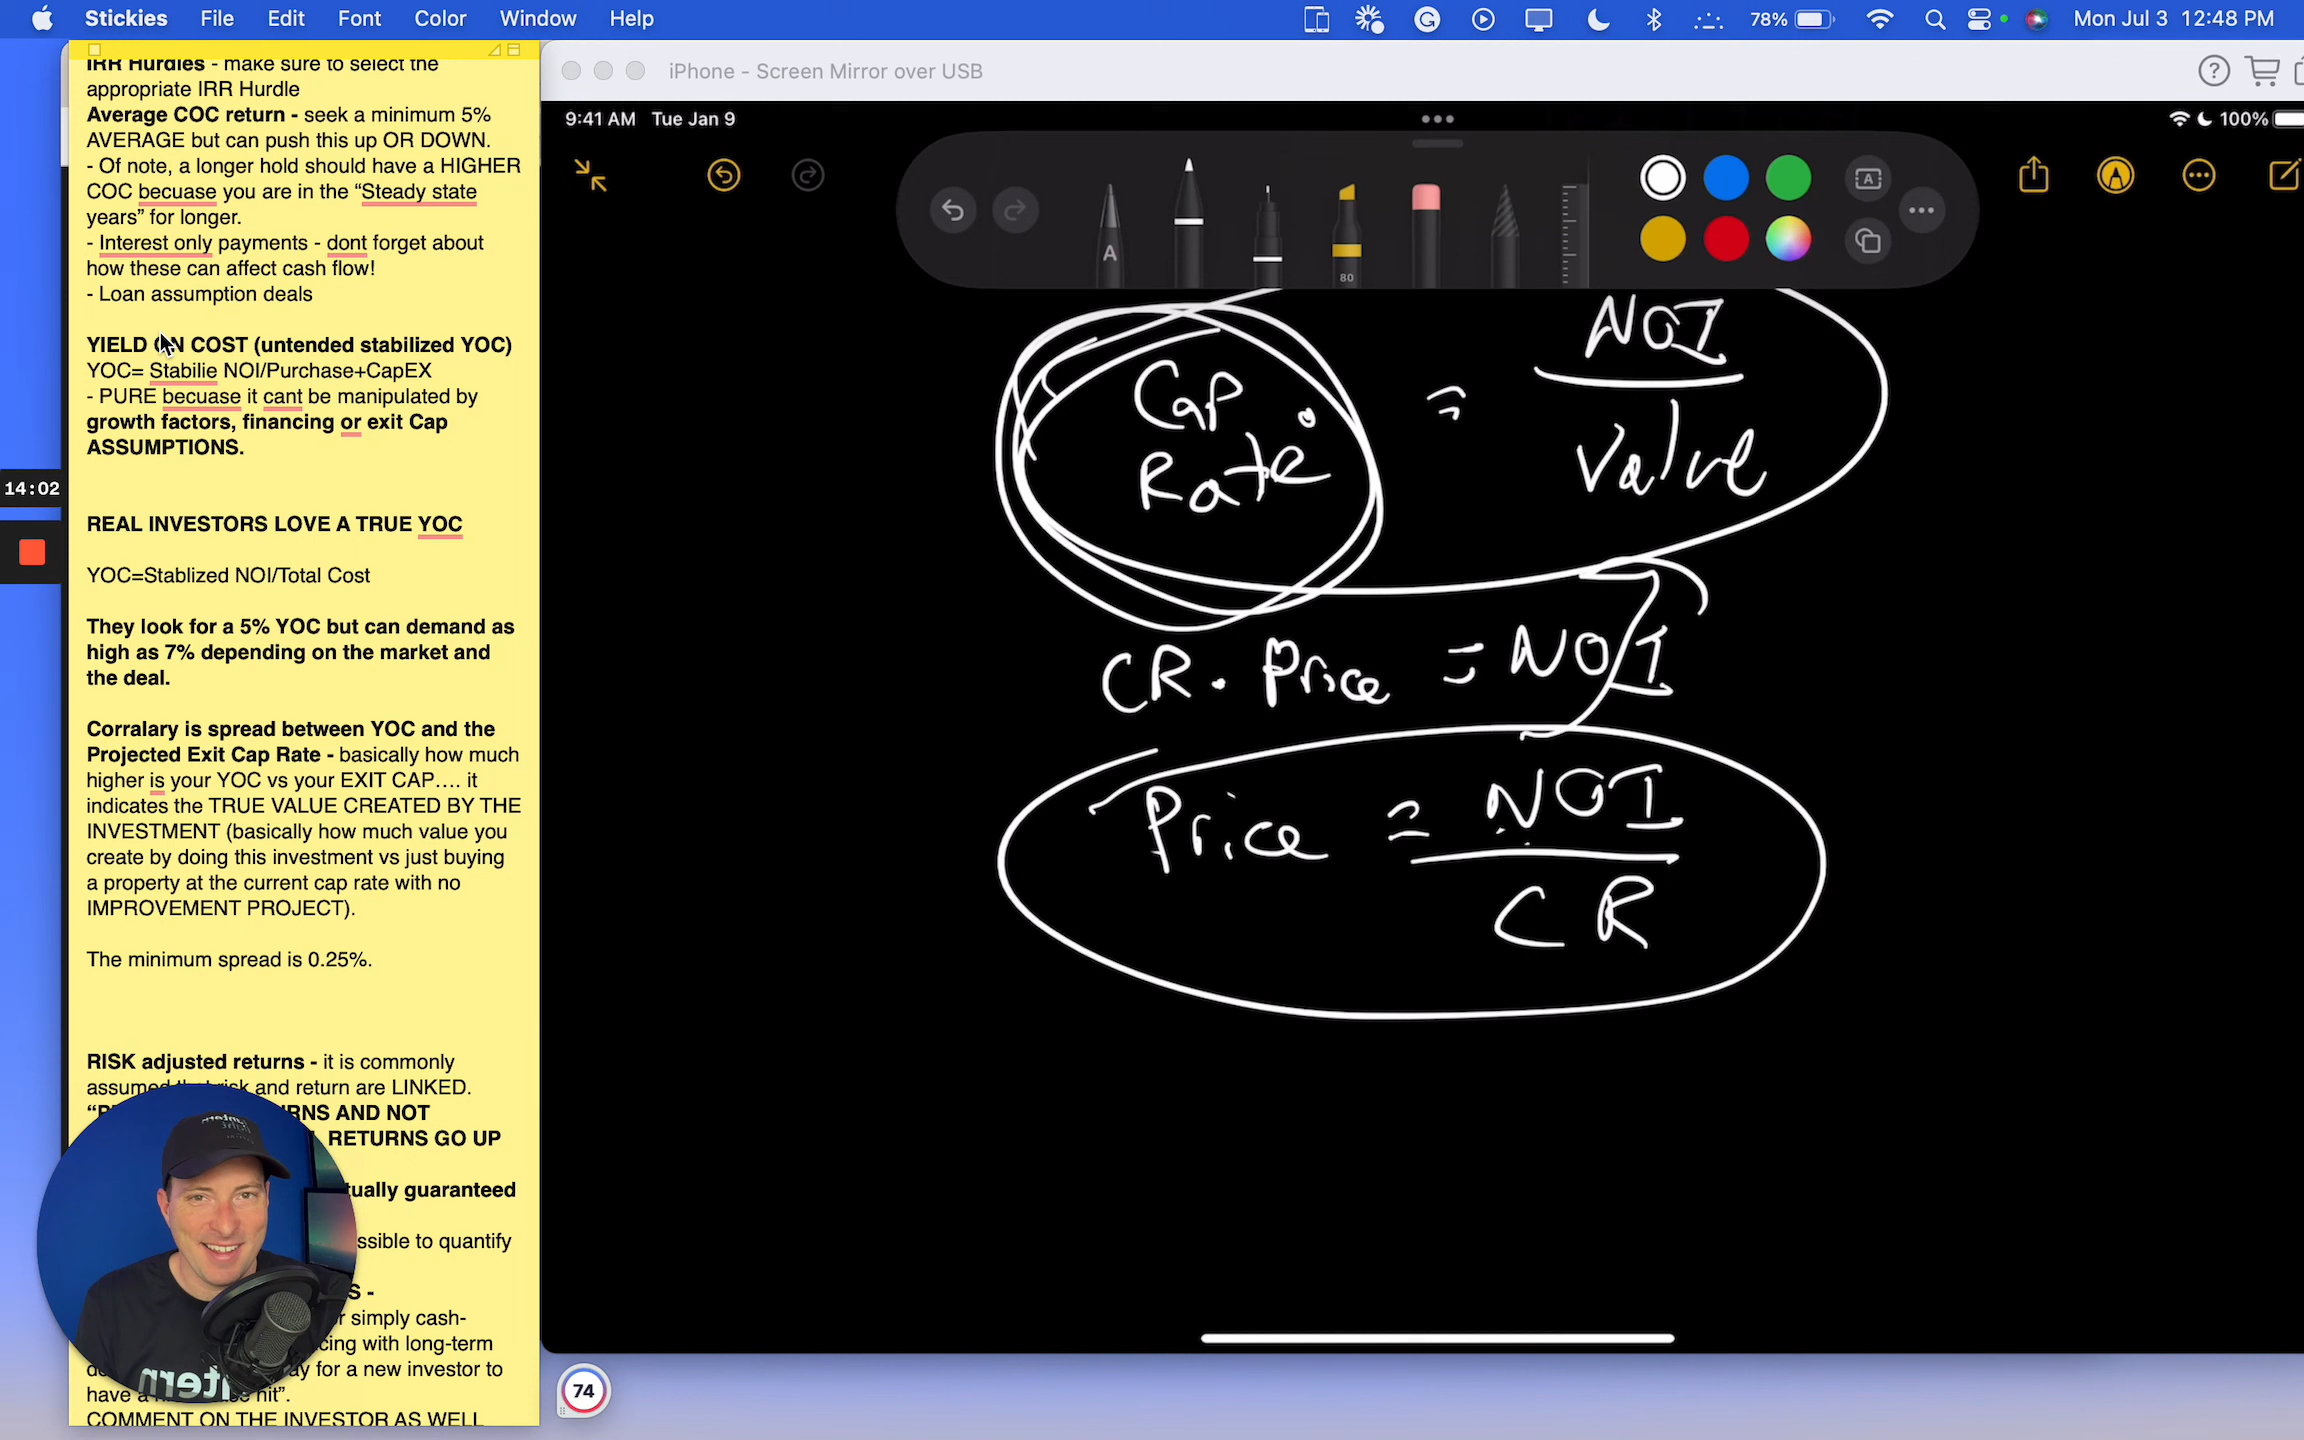 Stickies File Edit Font Color Window Help 78% Mon Jul 3 12:48 PM
IRR Hurdles - make sure to select the
appropriate IRR Hurdle
Average COC return - seek a minimum 5%
AVERAGE but can push this up OR DOWN.
- Of note, a longer hold should have a HIGHER
COC becuase you are in the “Steady state
years” for longer.
- Interest only payments - dont forget about
how these can affect cash flow!
- Loan assumption deals
YIELD ON COST (untended stabilized YOC)
YOC= Stabilie NOI/Purchase+CapEX
- PURE becuase it cant be manipulated by
growth factors, financing or exit Cap
ASSUMPTIONS.
14:02
REAL INVESTORS LOVE A TRUE YOC
YOC=Stablized NOI/Total Cost
They look for a 5% YOC but can demand as
high as 7% depending on the market and
the deal.
Corralary is spread between YOC and the
Projected Exit Cap Rate - basically how much
higher is your YOC vs your EXIT CAP.... it
indicates the TRUE VALUE CREATED BY THE
INVESTMENT (basically how much value you
create by doing this investment vs just buying
a property at the current cap rate with no
IMPROVEMENT PROJECT).
The minimum spread is 0.25%.
RISK adjusted returns - it is commonly
assumed that risk and return are LINKED.
AND NOT
RETURNS GO UP
guaranteed
to quantify
simply cash-
with long-term
for a new investor to
have a
hit”.
COMMENT ON THE INVESTOR AS WELL
iPhone - Screen Mirror over USB
9:41 AM Tue Jan 9 100%
A 80 A
Cap Rate = NOI
Value
CR . Price = NOI
Price = NOI
CR
74